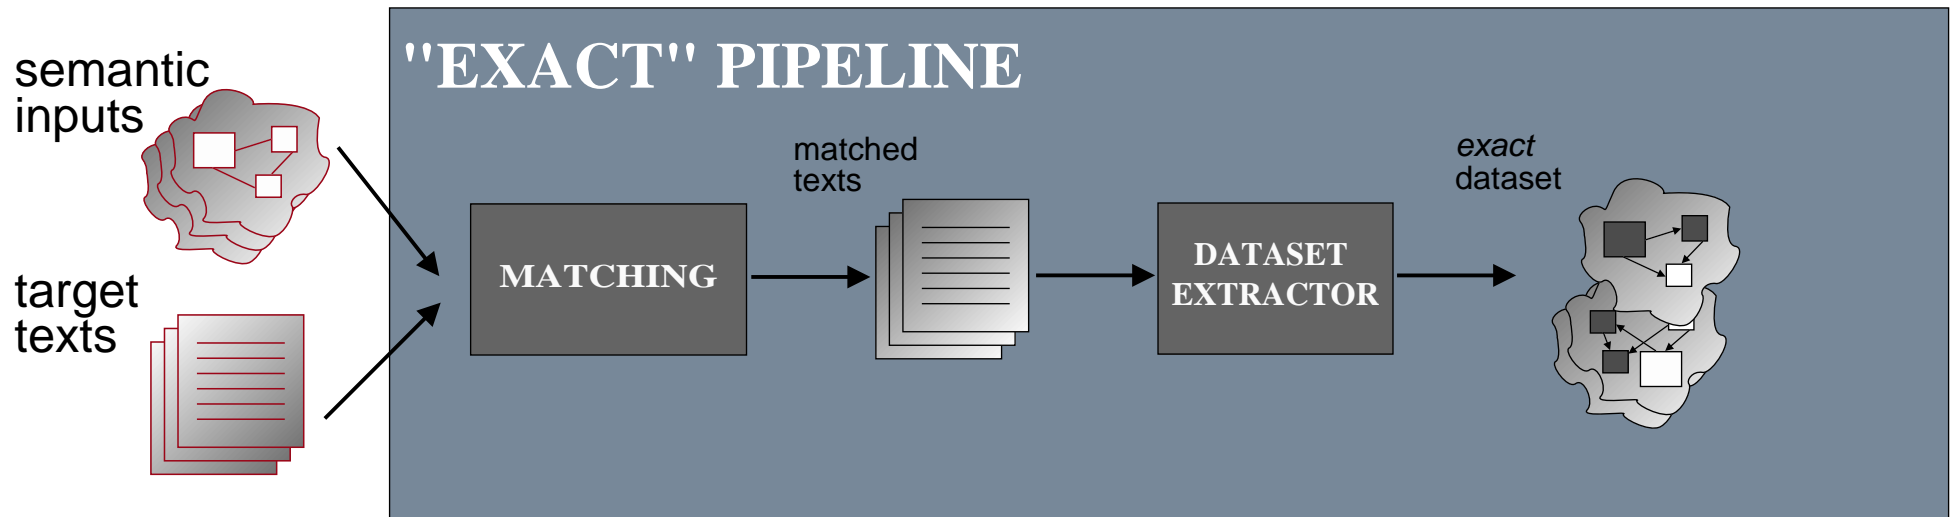 "EXACT" PIPELINE
semantic
inputs
target
texts
MATCHING
matched
texts
DATASET
EXTRACTOR
exact
dataset